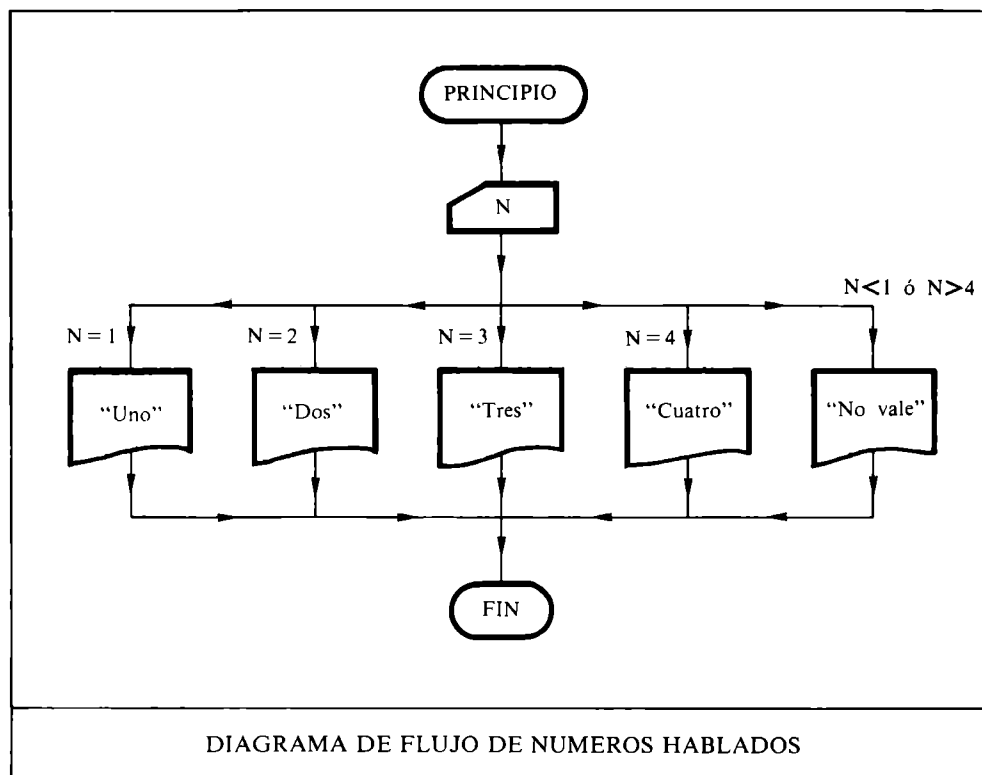 PRINCIPIO
N
N<1 ó N>4
N = 1
N = 2
N = 3
N = 4
“Uno”
“Dos”
“Tres”
“Cuatro”
“No vale”
FIN
DIAGRAMA DE FLUJO DE NUMEROS HABLADOS